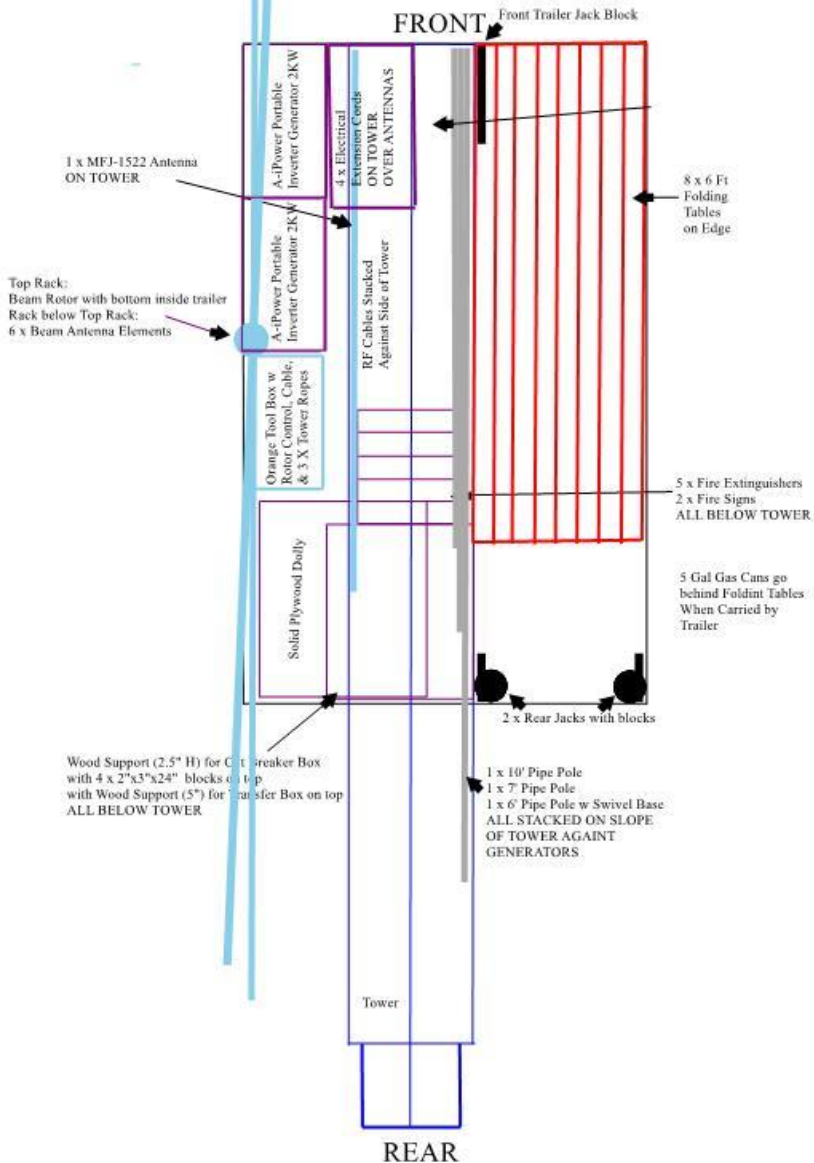 FRONT
Front Trailer Jack Block
A-iPower Portable
Inverter Generator 2KW
4 x Electrical
Extension Cords
ON TOWER
OVER ANTENNAS
1 x MFJ-1522 Antenna
ON TOWER
8 x 6 Ft
Folding
Tables
on Edge
A-iPower Portable
Inverter Generator 2KW
RF Cables Stacked
Against Side of Tower
Top Rack:
Beam Rotor with bottom inside trailer
Rack below Top Rack:
6 x Beam Antenna Elements
Orange Tool Box w
Rotor Control, Cable,
& 3 X Tower Ropes
5 x Fire Extinguishers
2 x Fire Signs
ALL BELOW TOWER
Solid Plywood Dolly
5 Gal Gas Cans go
behind Foldint Tables
When Carried by
Trailer
2 x Rear Jacks with blocks
Wood Support (2.5" H) for Breaker Box
with 4 x 2"x3"x24" blocks on top
with Wood Support (5") for Transfer Box on top
ALL BELOW TOWER
1 x 10' Pipe Pole
1 x 7' Pipe Pole
1 x 6' Pipe Pole w Swivel Base
ALL STACKED ON SLOPE
OF TOWER AGAINT
GENERATORS
Tower
REAR